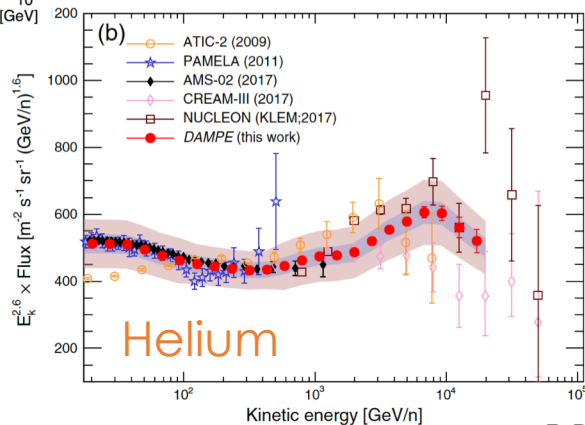 [GeV]
(b)
ATIC-2 (2009)
PAMELA (2011)
AMS-02 (2017)
CREAM-III (2017)
NUCLEON (KLEM;2017)
DAMPE (this work)
1200
1000
800
600
400
200
E_k^2.6 × Flux [m^-2 s^-1 sr^-1 (GeV/n)^1.6]
Helium
10^2 10^3 10^4 10^5
Kinetic energy [GeV/n]